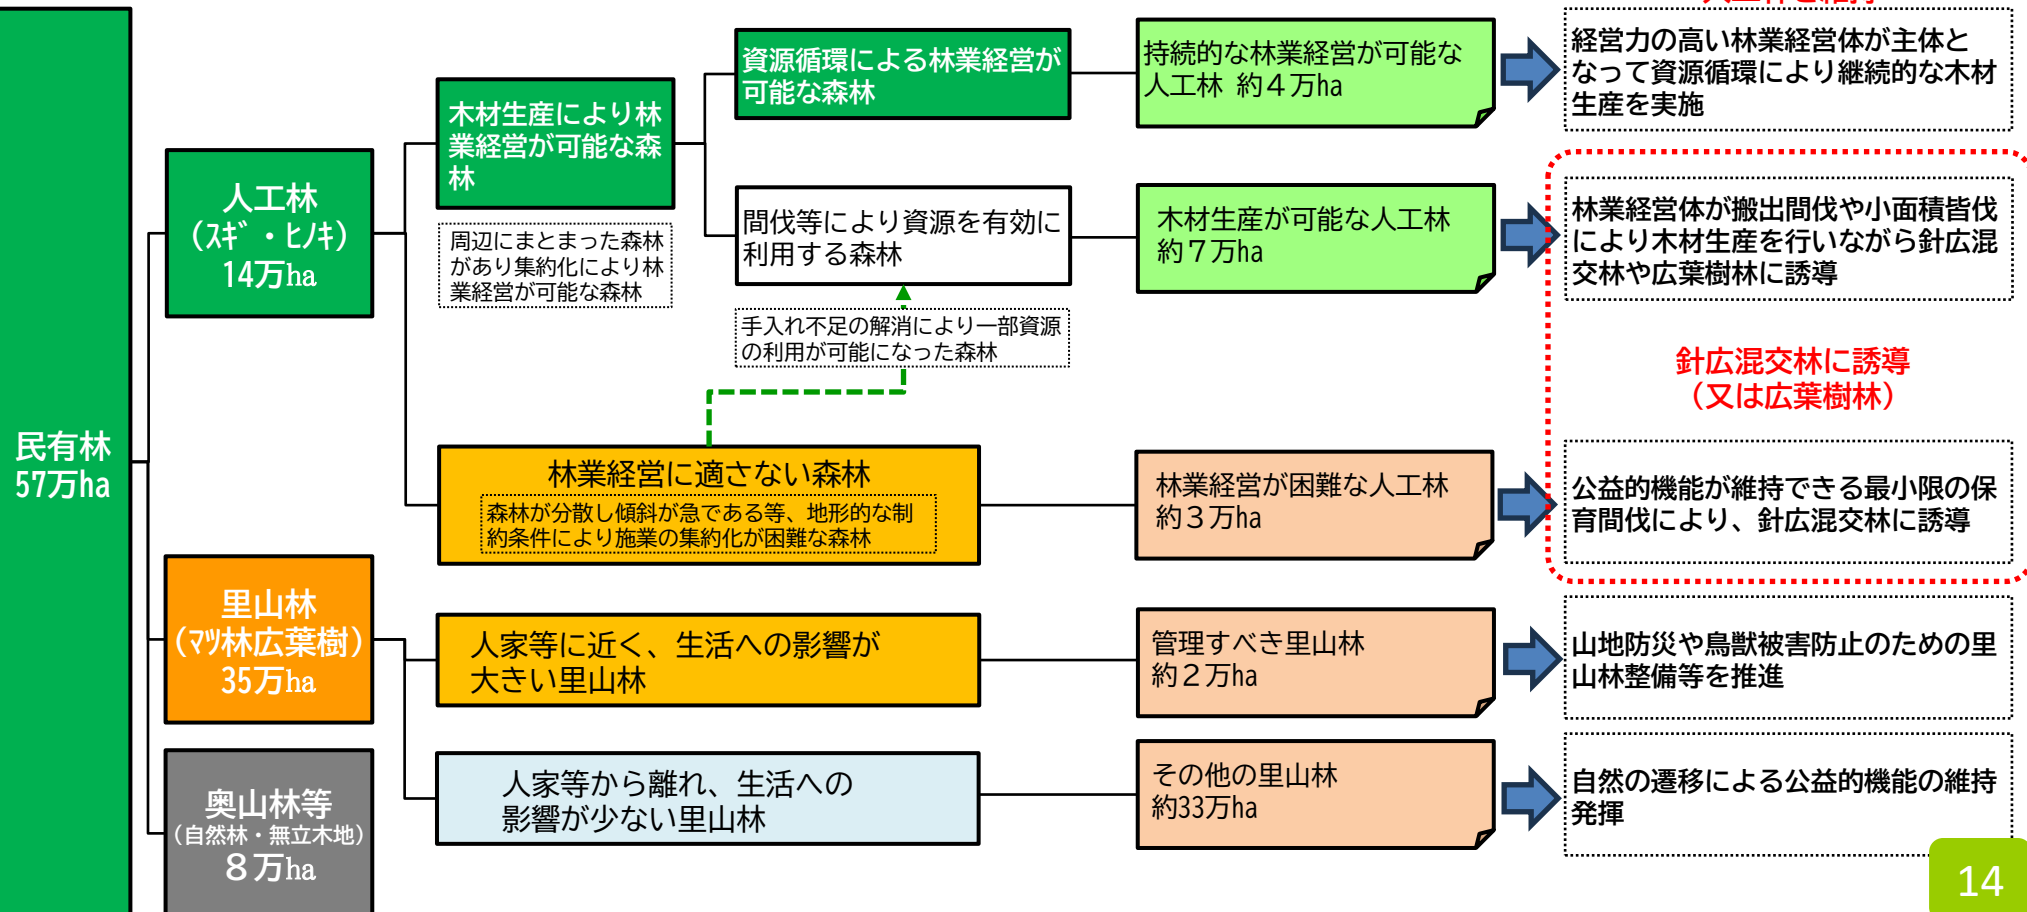 民有林
57万ha
人工林
（ｽｷﾞ・ﾋﾉｷ）
14万ha
里山林
（ﾏﾂ林広葉樹）
35万ha
奥山林等
（自然林・無立木地）
８万ha
木材生産により林
業経営が可能な森
林
周辺にまとまった森林
があり集約化により林
業経営が可能な森林
資源循環による林業経営が
可能な森林
間伐等により資源を有効に
利用する森林
手入れ不足の解消により一部資源
の利用が可能になった森林
林業経営に適さない森林
森林が分散し傾斜が急である等、地形的な制
約条件により施業の集約化が困難な森林
人家等に近く、生活への影響が
大きい里山林
人家等から離れ、生活への
影響が少ない里山林
持続的な林業経営が可能な
人工林 約４万ha
木材生産が可能な人工林
約７万ha
林業経営が困難な人工林
約３万ha
管理すべき里山林
約２万ha
その他の里山林
約33万ha
経営力の高い林業経営体が主体と
なって資源循環により継続的な木材
生産を実施
林業経営体が搬出間伐や小面積皆伐
により木材生産を行いながら針広混
交林や広葉樹林に誘導
針広混交林に誘導
（又は広葉樹林）
公益的機能が維持できる最小限の保
育間伐により、針広混交林に誘導
山地防災や鳥獣被害防止のための里
山林整備等を推進
自然の遷移による公益的機能の維持
発揮
14